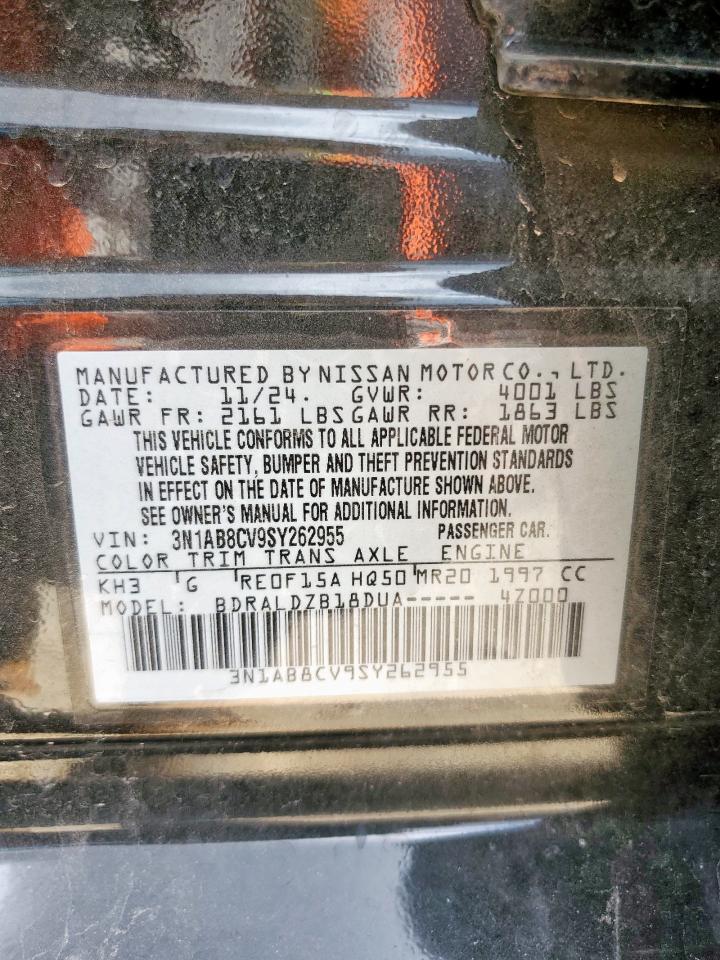 MANUFACTURED BY NISSAN MOTOR CO., LTD.
DATE: 11/24. GVWR: 4001 LBS
GAWR FR: 2161 LBS GAWR RR: 1863 LBS
THIS VEHICLE CONFORMS TO ALL APPLICABLE FEDERAL MOTOR
VEHICLE SAFETY, BUMPER AND THEFT PREVENTION STANDARDS
IN EFFECT ON THE DATE OF MANUFACTURE SHOWN ABOVE.
SEE OWNER'S MANUAL FOR ADDITIONAL INFORMATION.
VIN: 3N1AB8CV9SY262955 PASSENGER CAR.
COLOR TRIM TRANS AXLE ENGINE
KH3 G RE0F15A HQ50 MR20 1997 CC
MODEL: BDRALDZB18DUA----- 4Z000
3N1AB8CV9SY262955